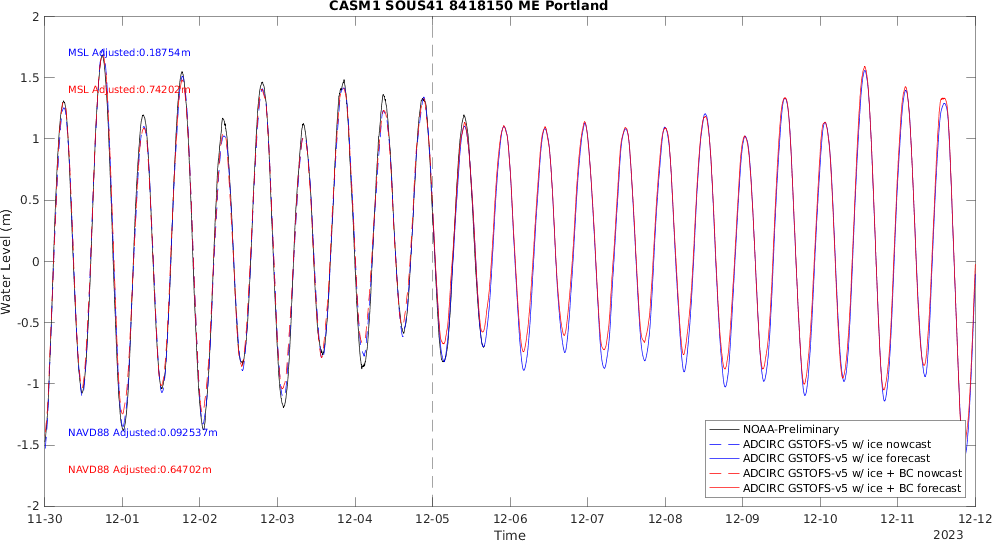 CASM1 SOUS41 8418150 ME Portland
2
1.5
1
0.5
0
-0.5
-1
-1.5
-2
Water Level (m)
MSL Adjusted:0.18754m
MSL Adjusted:0.74202m
NAVD88 Adjusted:0.092537m
NAVD88 Adjusted:0.64702m
NOAA-Preliminary
ADCIRC GSTOFS-v5 w/ ice nowcast
ADCIRC GSTOFS-v5 w/ ice forecast
ADCIRC GSTOFS-v5 w/ ice + BC nowcast
ADCIRC GSTOFS-v5 w/ ice + BC forecast
11-30 12-01 12-02 12-03 12-04 12-05 12-06 12-07 12-08 12-09 12-10 12-11 12-12
Time
2023